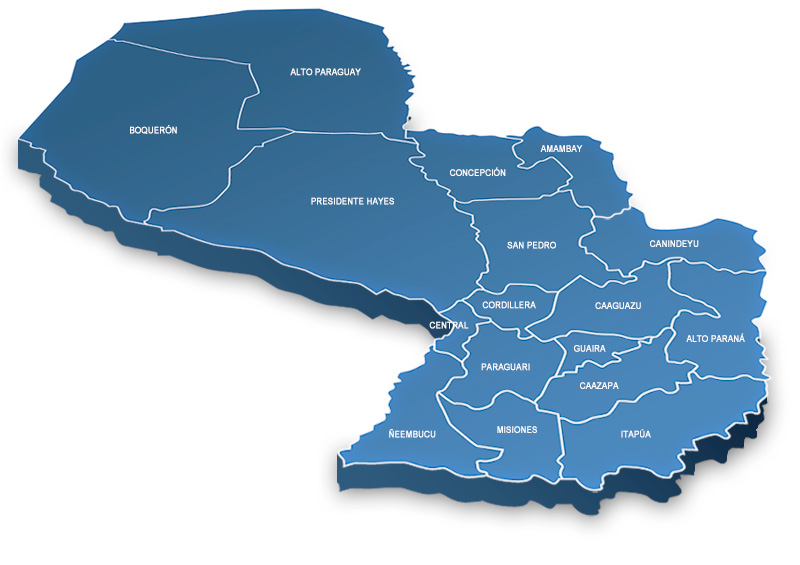 ALTO PARAGUAY
BOQUERÓN
AMAMBAY
CONCEPCIÓN
PRESIDENTE HAYES
SAN PEDRO
CANINDEYU
CORDILLERA
CAAGUAZU
CENTRAL
ALTO PARANÁ
GUAIRA
PARAGUARI
CAAZAPA
ÑEEMBUCU
MISIONES
ITAPÚA